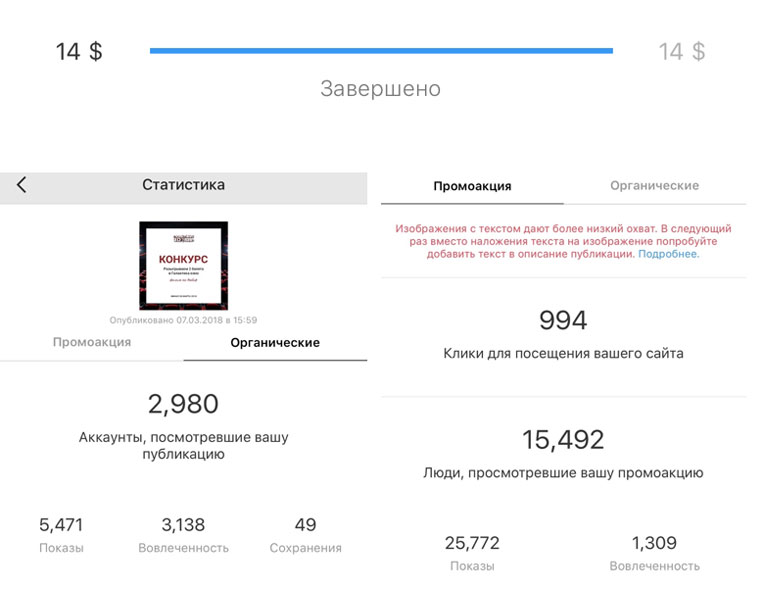 14 $
14 $
Завершено
Статистика
КОНКУРС
Опубликовано 07.03.2018 в 15:59
Промоакция
Органические
2,980
Аккаунты, посмотревшие вашу
публикацию
5,471
3,138
49
Показы
Вовлеченность
Сохранения
Промоакция
Органические
Изображения с текстом дают более низкий охват. В следующий
раз вместо наложения текста на изображение попробуйте
добавить текст в описание публикации. Подробнее.
994
Клики для посещения вашего сайта
15,492
Люди, просмотревшие вашу промоакцию
25,772
1,309
Показы
Вовлеченность